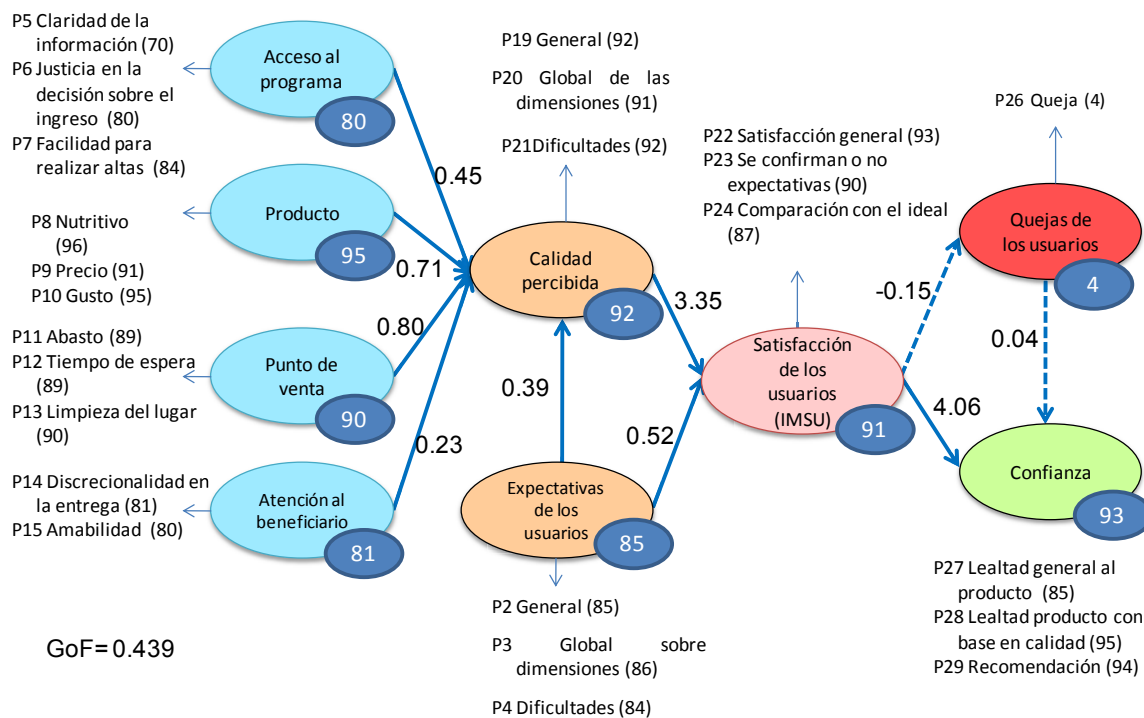 P5 Claridad de la
información (70)
P6 Justicia en la
decisión sobre el
ingreso (80)
P7 Facilidad para
realizar altas (84)
Acceso al
programa
80
0.45
P8 Nutritivo
(96)
P9 Precio (91)
P10 Gusto (95)
Producto
95
0.71
P11 Abasto (89)
P12 Tiempo de espera
(89)
P13 Limpieza del lugar
(90)
Punto de
venta
90
0.80
P14 Discrecionalidad en
la entrega (81)
P15 Amabilidad (80)
Atención al
beneficiario
81
0.23
P19 General (92)
P20 Global de las
dimensiones (91)
P21Dificultades (92)
Calidad
percibida
92
3.35
0.39
Expectativas
de los
usuarios
85
0.52
P2 General (85)
P3 Global sobre
dimensiones (86)
P4 Dificultades (84)
P22 Satisfacción general (93)
P23 Se confirman o no
expectativas (90)
P24 Comparación con el ideal
(87)
Satisfacción
de los
usuarios
(IMSU)
91
-0.15
4.06
P26 Queja (4)
Quejas de
los usuarios
4
0.04
Confianza
93
P27 Lealtad general al
producto (85)
P28 Lealtad producto con
base en calidad (95)
P29 Recomendación (94)
GoF= 0.439